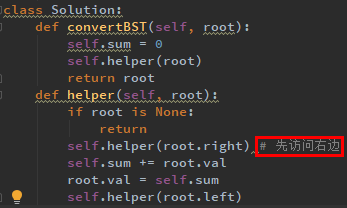 class Solution:
    def convertBST(self, root):
        self.sum = 0
        self.helper(root)
        return root
    def helper(self, root):
        if root is None:
            return
        self.helper(root.right) # 先访问右边
        self.sum += root.val
        root.val = self.sum
        self.helper(root.left)